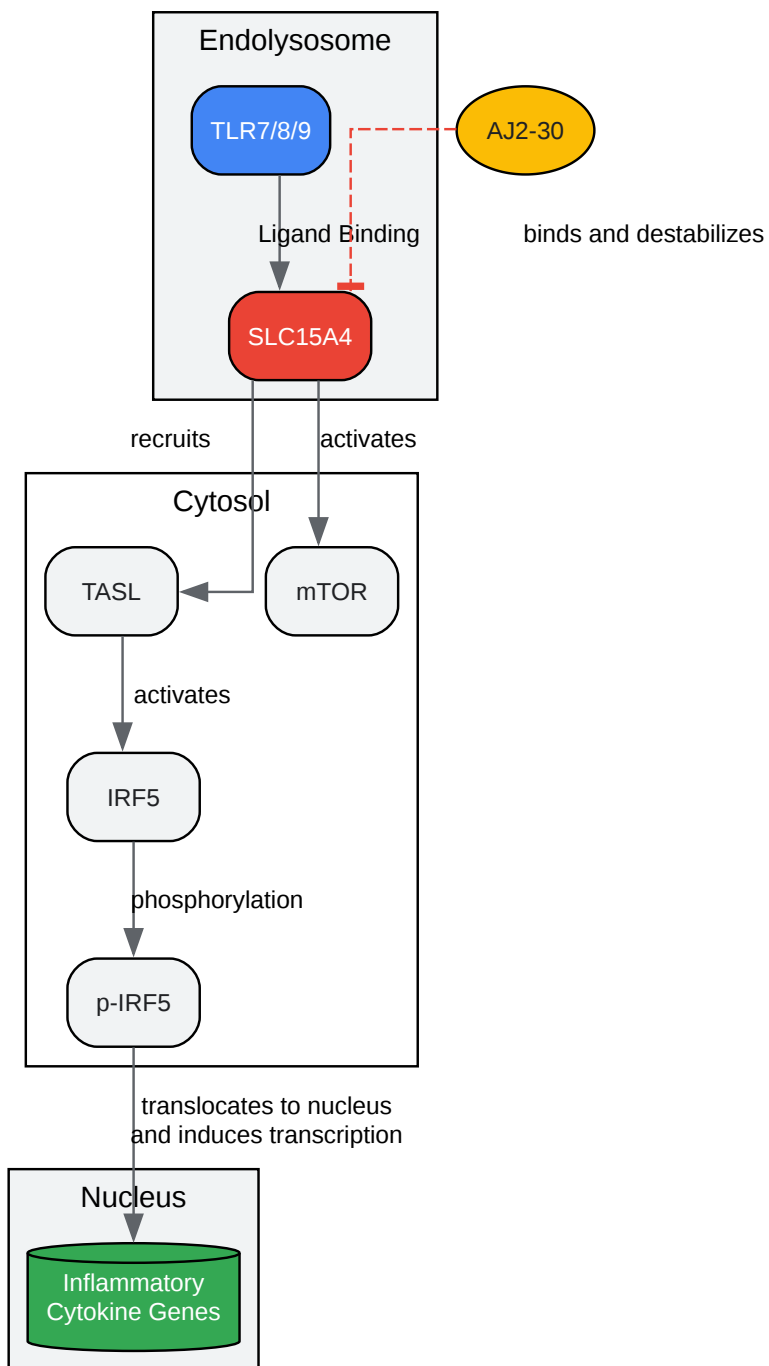 Endolysosome
TLR7/8/9
AJ2-30
Ligand Binding
binds and destabilizes
SLC15A4
recruits
activates
Cytosol
TASL
mTOR
activates
IRF5
phosphorylation
p-IRF5
translocates to nucleus
and induces transcription
Nucleus
Inflammatory
Cytokine Genes